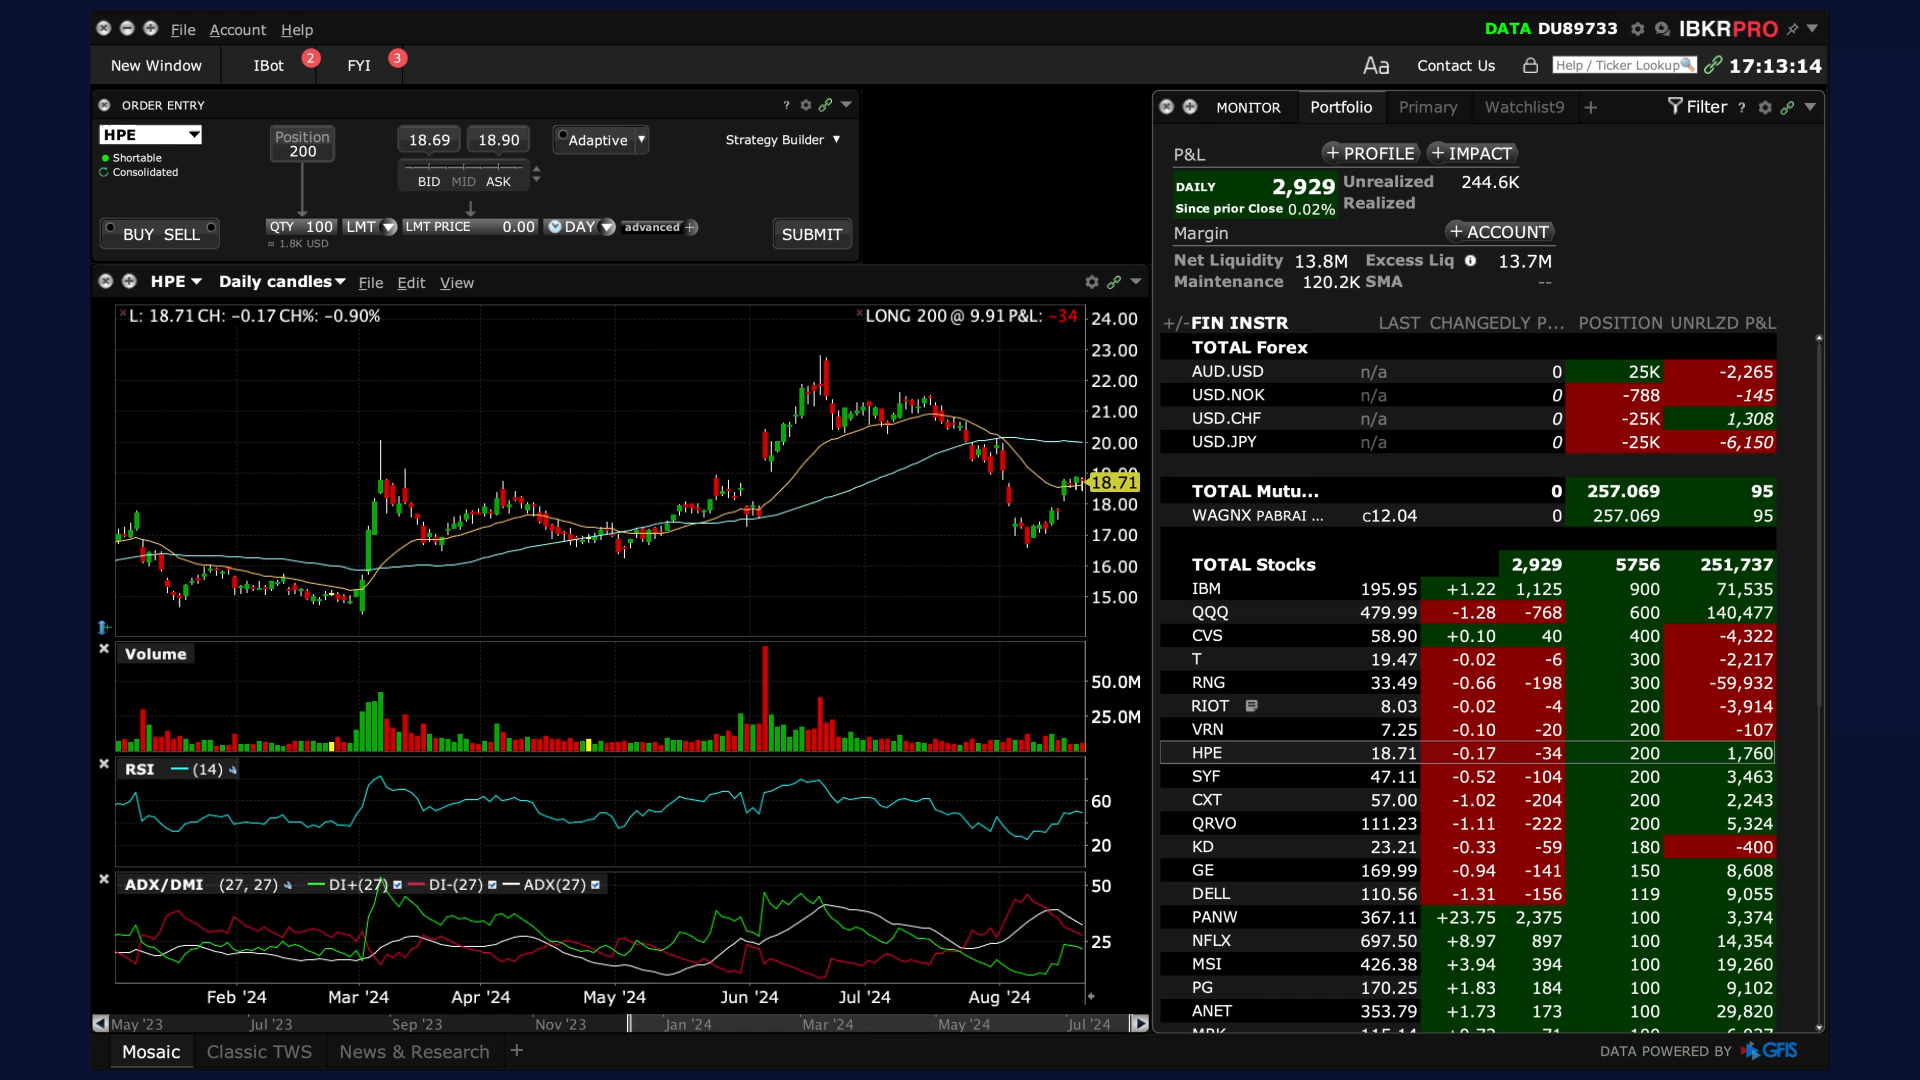 File Account Help
DATA DU89733 IBKRPRO
New Window IBot 2 FYI 3
Aa Contact Us Help / Ticker Lookup 17:13:14
ORDER ENTRY ?
HPE
Shortable
Consolidated
Position
200
18.69 18.90 Adaptive Strategy Builder
BID MID ASK
BUY SELL QTY 100 LMT LMT PRICE 0.00 DAY advanced + SUBMIT
≈ 1.8K USD
HPE Daily candles File Edit View
L: 18.71 CH: −0.17 CH%: −0.90% LONG 200 @ 9.91 P&L: −34
24.00
23.00
22.00
21.00
20.00
18.71
18.00
17.00
16.00
15.00
Volume
50.0M
25.0M
RSI (14)
60
20
ADX/DMI (27, 27) DI+(27) DI-(27) ADX(27)
50
25
Feb '24 Mar '24 Apr '24 May '24 Jun '24 Jul '24 Aug '24
May '23 Jul '23 Sep '23 Nov '23 Jan '24 Mar '24 May '24 Jul '24
Mosaic Classic TWS News & Research +
MONITOR Portfolio Primary Watchlist9 + Filter ?
P&L + PROFILE + IMPACT
DAILY 2,929 Unrealized 244.6K
Since prior Close 0.02% Realized
Margin + ACCOUNT
Net Liquidity 13.8M Excess Liq 13.7M
Maintenance 120.2K SMA --
+/- FIN INSTR LAST CHANGE DLY P... POSITION UNRLZD P&L
TOTAL Forex
AUD.USD n/a 0 25K -2,265
USD.NOK n/a 0 -788 -145
USD.CHF n/a 0 -25K 1,308
USD.JPY n/a 0 -25K -6,150
TOTAL Mutu... 0 257.069 95
WAGNX PABRAI ... c12.04 0 257.069 95
TOTAL Stocks 2,929 5756 251,737
IBM 195.95 +1.22 1,125 900 71,535
QQQ 479.99 -1.28 -768 600 140,477
CVS 58.90 +0.10 40 400 -4,322
T 19.47 -0.02 -6 300 -2,217
RNG 33.49 -0.66 -198 300 -59,932
RIOT 8.03 -0.02 -4 200 -3,914
VRN 7.25 -0.10 -20 200 -107
HPE 18.71 -0.17 -34 200 1,760
SYF 47.11 -0.52 -104 200 3,463
CXT 57.00 -1.02 -204 200 2,243
QRVO 111.23 -1.11 -222 200 5,324
KD 23.21 -0.33 -59 180 -400
GE 169.99 -0.94 -141 150 8,608
DELL 110.56 -1.31 -156 119 9,055
PANW 367.11 +23.75 2,375 100 3,374
NFLX 697.50 +8.97 897 100 14,354
MSI 426.38 +3.94 394 100 19,260
PG 170.25 +1.83 184 100 9,102
ANET 353.79 +1.73 173 100 29,820
DATA POWERED BY GFIS